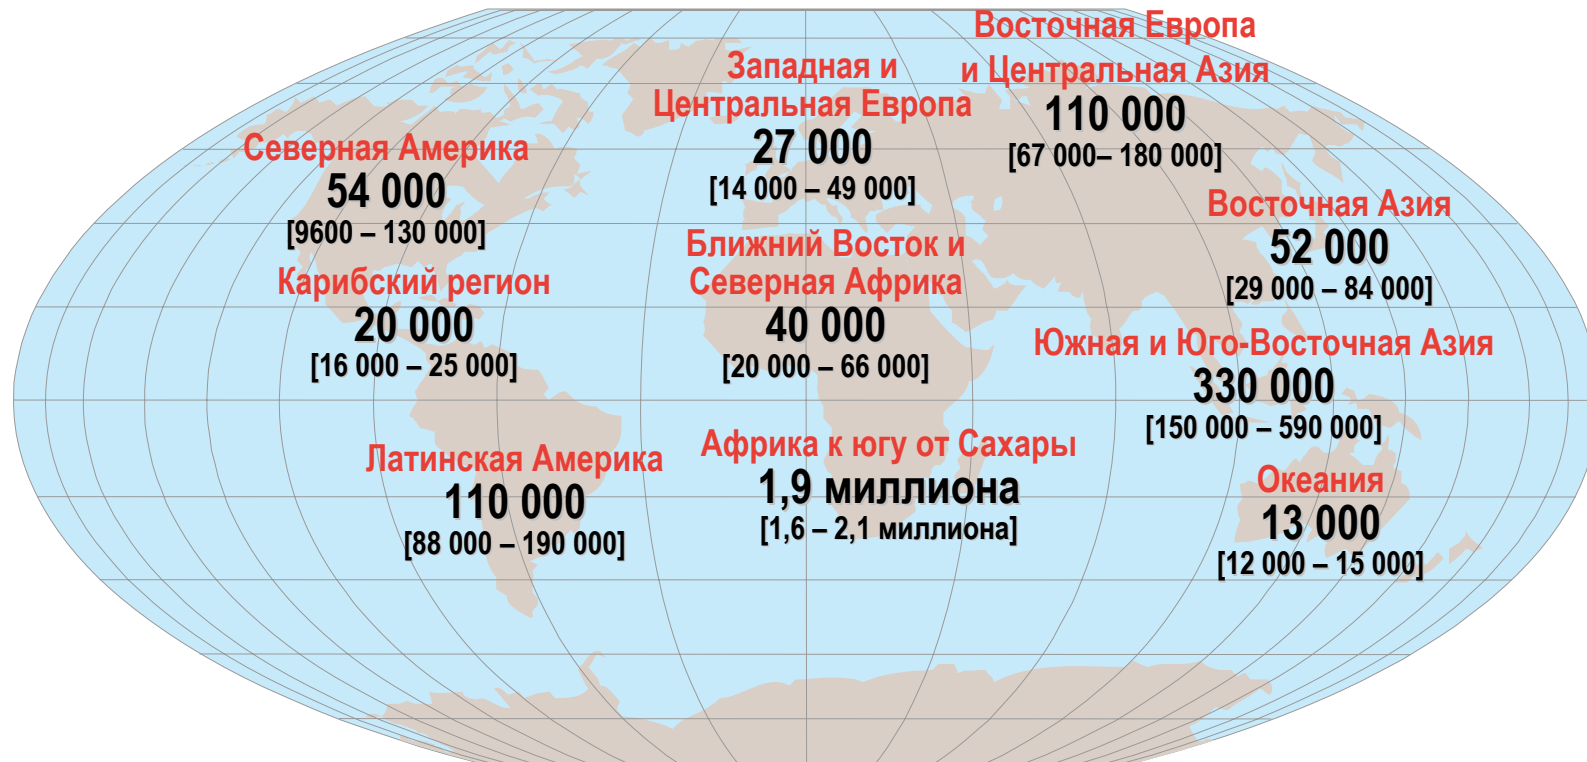 Восточная Европа
и Центральная Азия
110 000
[67 000– 180 000]
Западная и
Центральная Европа
27 000
[14 000 – 49 000]
Северная Америка
54 000
[9600 – 130 000]
Восточная Азия
52 000
[29 000 – 84 000]
Ближний Восток и
Северная Африка
40 000
[20 000 – 66 000]
Карибский регион
20 000
[16 000 – 25 000]
Южная и Юго-Восточная Азия
330 000
[150 000 – 590 000]
Африка к югу от Сахары
1,9 миллиона
[1,6 – 2,1 миллиона]
Латинская Америка
110 000
[88 000 – 190 000]
Океания
13 000
[12 000 – 15 000]